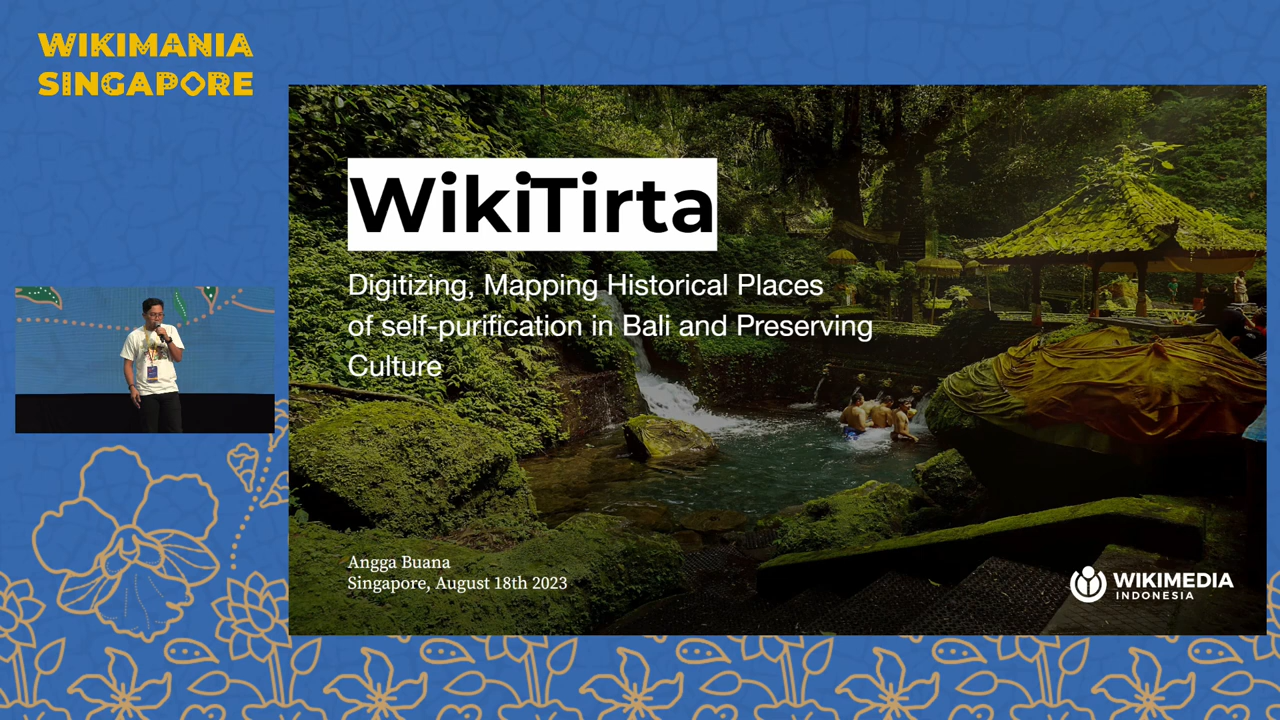 WIKIMANIA
SINGAPORE
WikiTirta
Digitizing, Mapping Historical Places
of self-purification in Bali and Preserving
Culture
Angga Buana
Singapore, August 18th 2023
WIKIMEDIA
INDONESIA